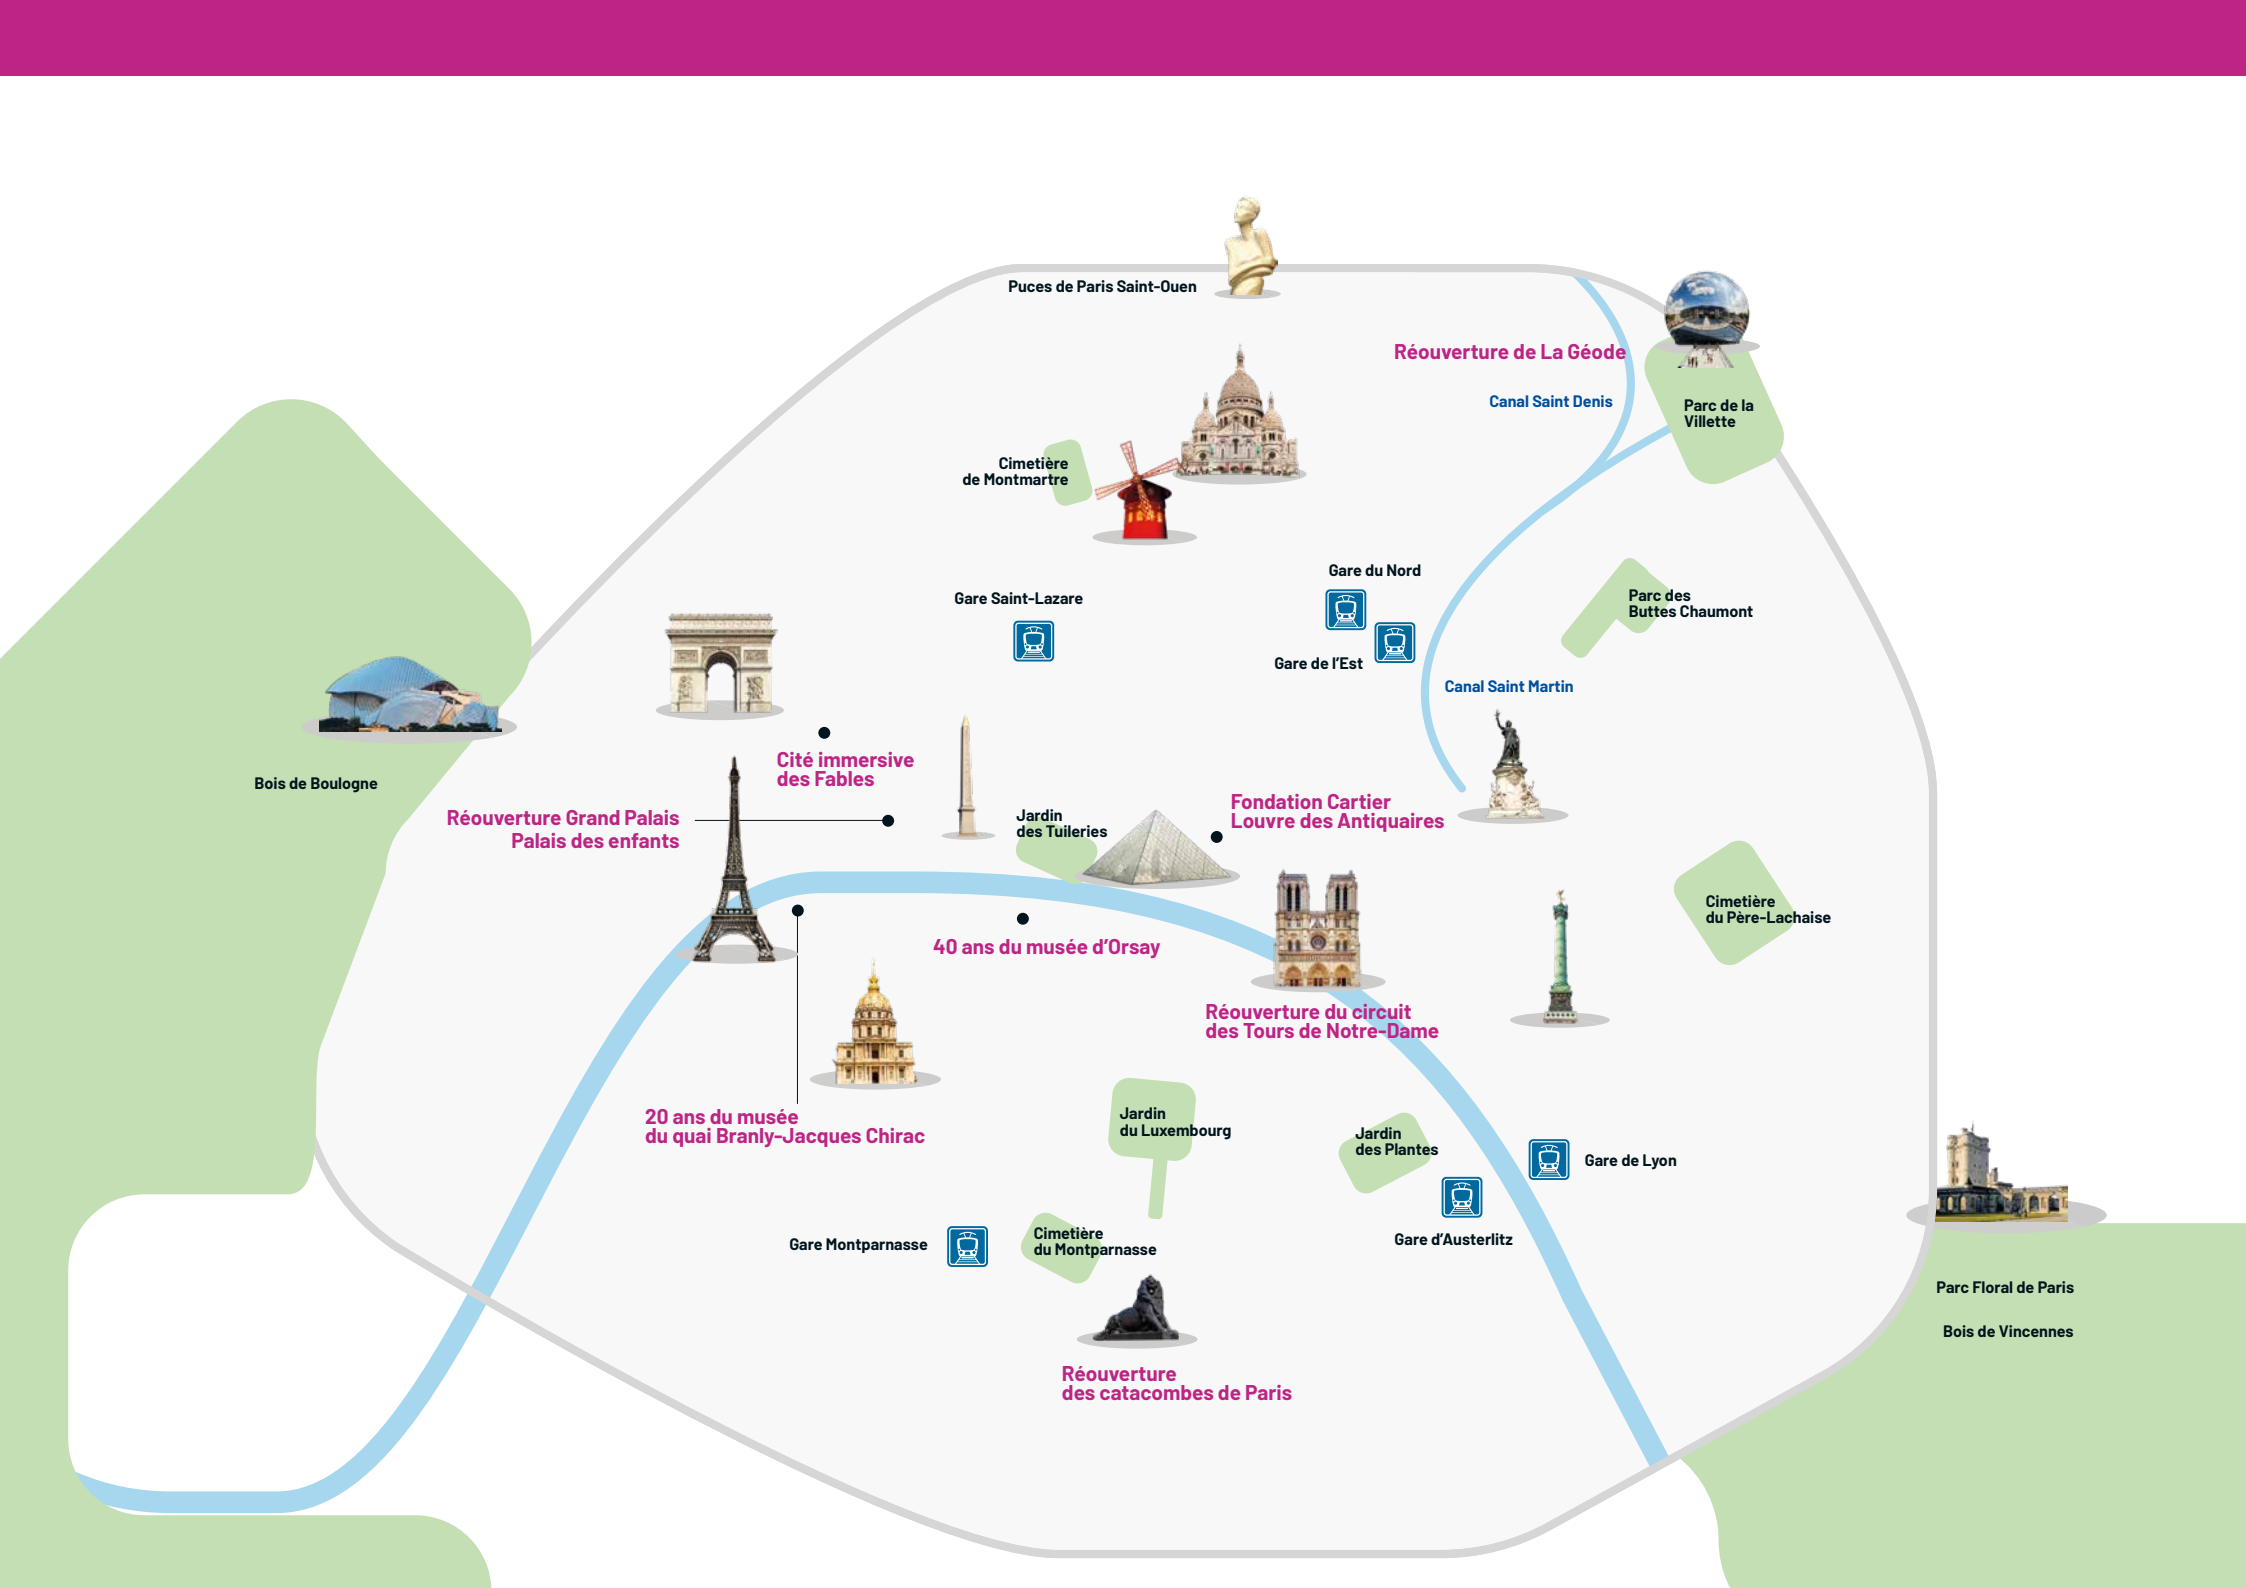 Puces de Paris Saint-Ouen
Réouverture de La Géode
Canal Saint Denis
Parc de la
Villette
Cimetière
de Montmartre
Gare du Nord
Gare Saint-Lazare
Parc des
Buttes Chaumont
Gare de l'Est
Canal Saint Martin
Cité immersive
des Fables
Bois de Boulogne
Réouverture Grand Palais
Palais des enfants
Jardin
des Tuileries
Fondation Cartier
Louvre des Antiquaires
Cimetière
du Père-Lachaise
40 ans du musée d'Orsay
Réouverture du circuit
des Tours de Notre-Dame
20 ans du musée
du quai Branly-Jacques Chirac
Jardin
du Luxembourg
Jardin
des Plantes
Gare de Lyon
Gare Montparnasse
Cimetière
du Montparnasse
Gare d'Austerlitz
Parc Floral de Paris
Bois de Vincennes
Réouverture
des catacombes de Paris